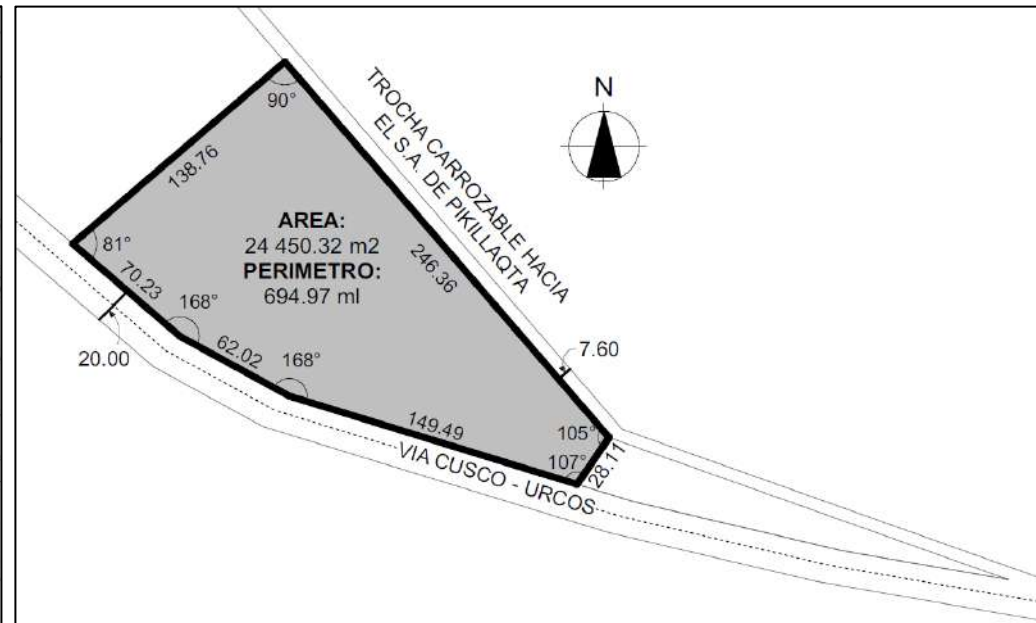 N
TROCHA CARROZABLE HACIA
EL S.A. DE PIKILLAQTA
90°
138.76
AREA:
24 450.32 m2
PERIMETRO:
694.97 ml
81°
246.36
70.23
168°
20.00
62.02
168°
7.60
149.49
105°
107°
28.11
VIA CUSCO - URCOS